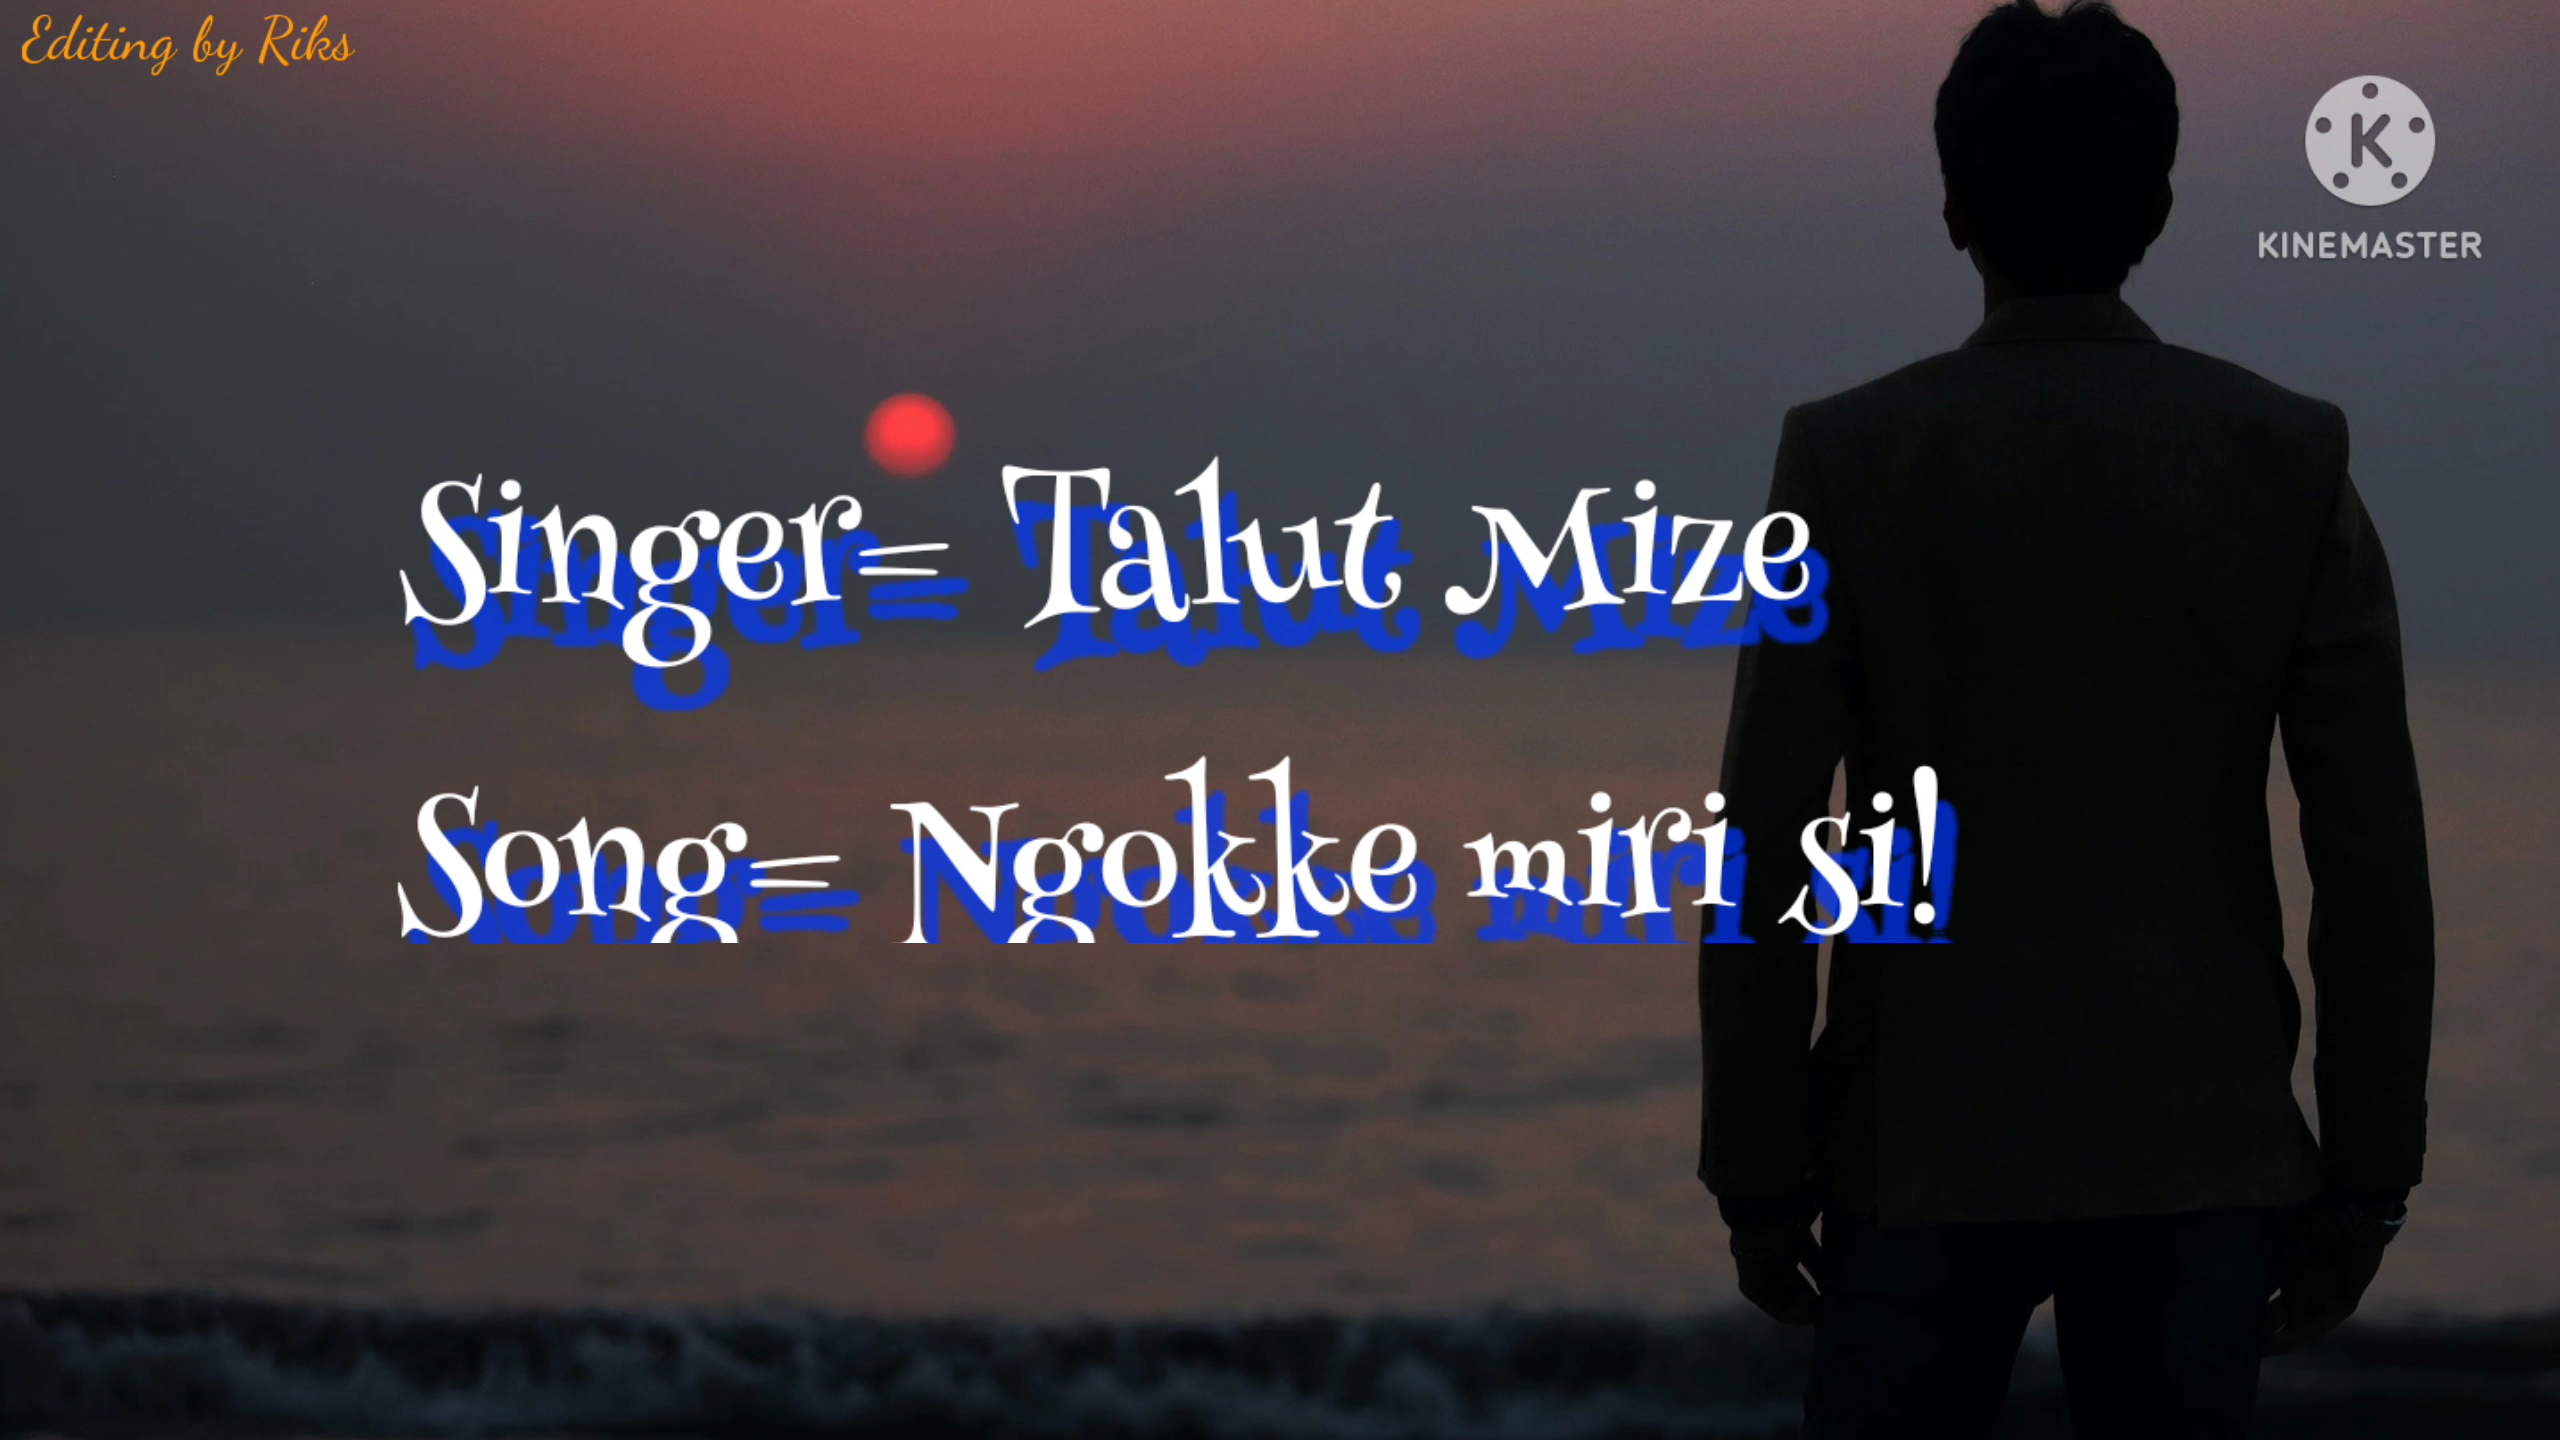 Editing by Riks
K
KINEMASTER
Singer= Talut Mize
Song= Ngokke miri si!